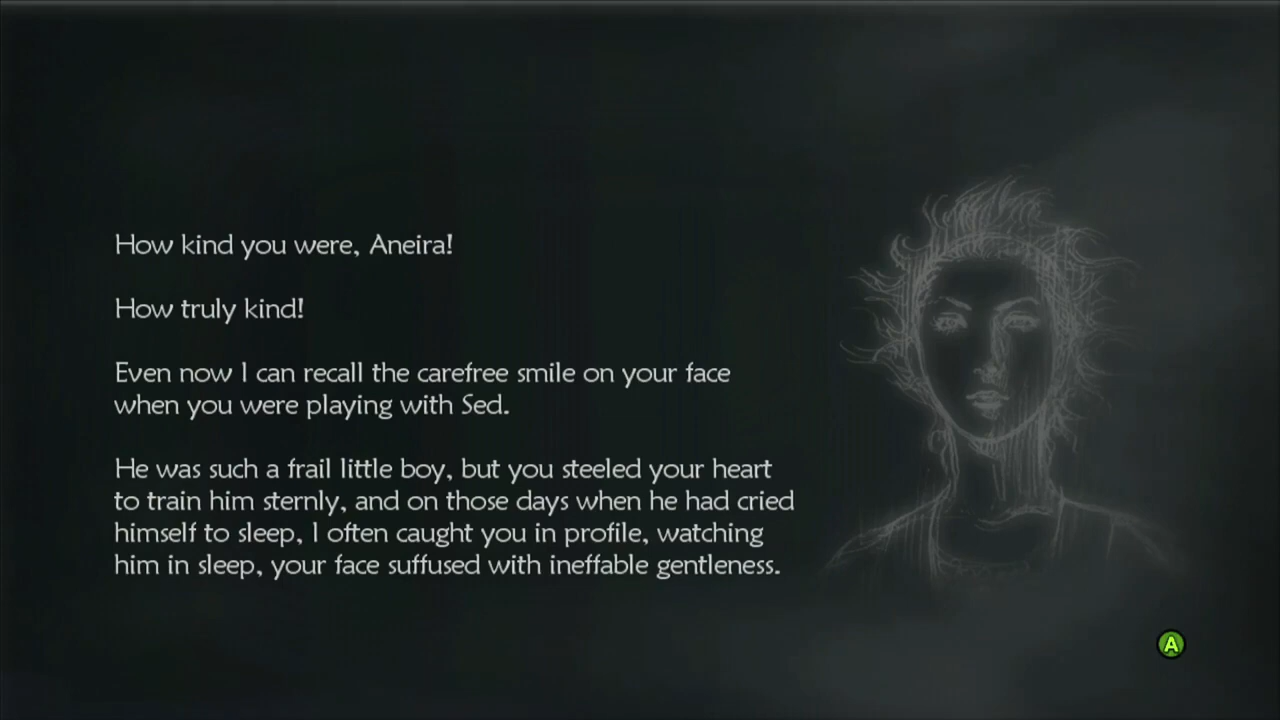 How kind you were, Aneira!
How truly kind!
Even now I can recall the carefree smile on your face
when you were playing with Sed.
He was such a frail little boy, but you steeled your heart
to train him sternly, and on those days when he had cried
himself to sleep, I often caught you in profile, watching
him in sleep, your face suffused with ineffable gentleness.
A